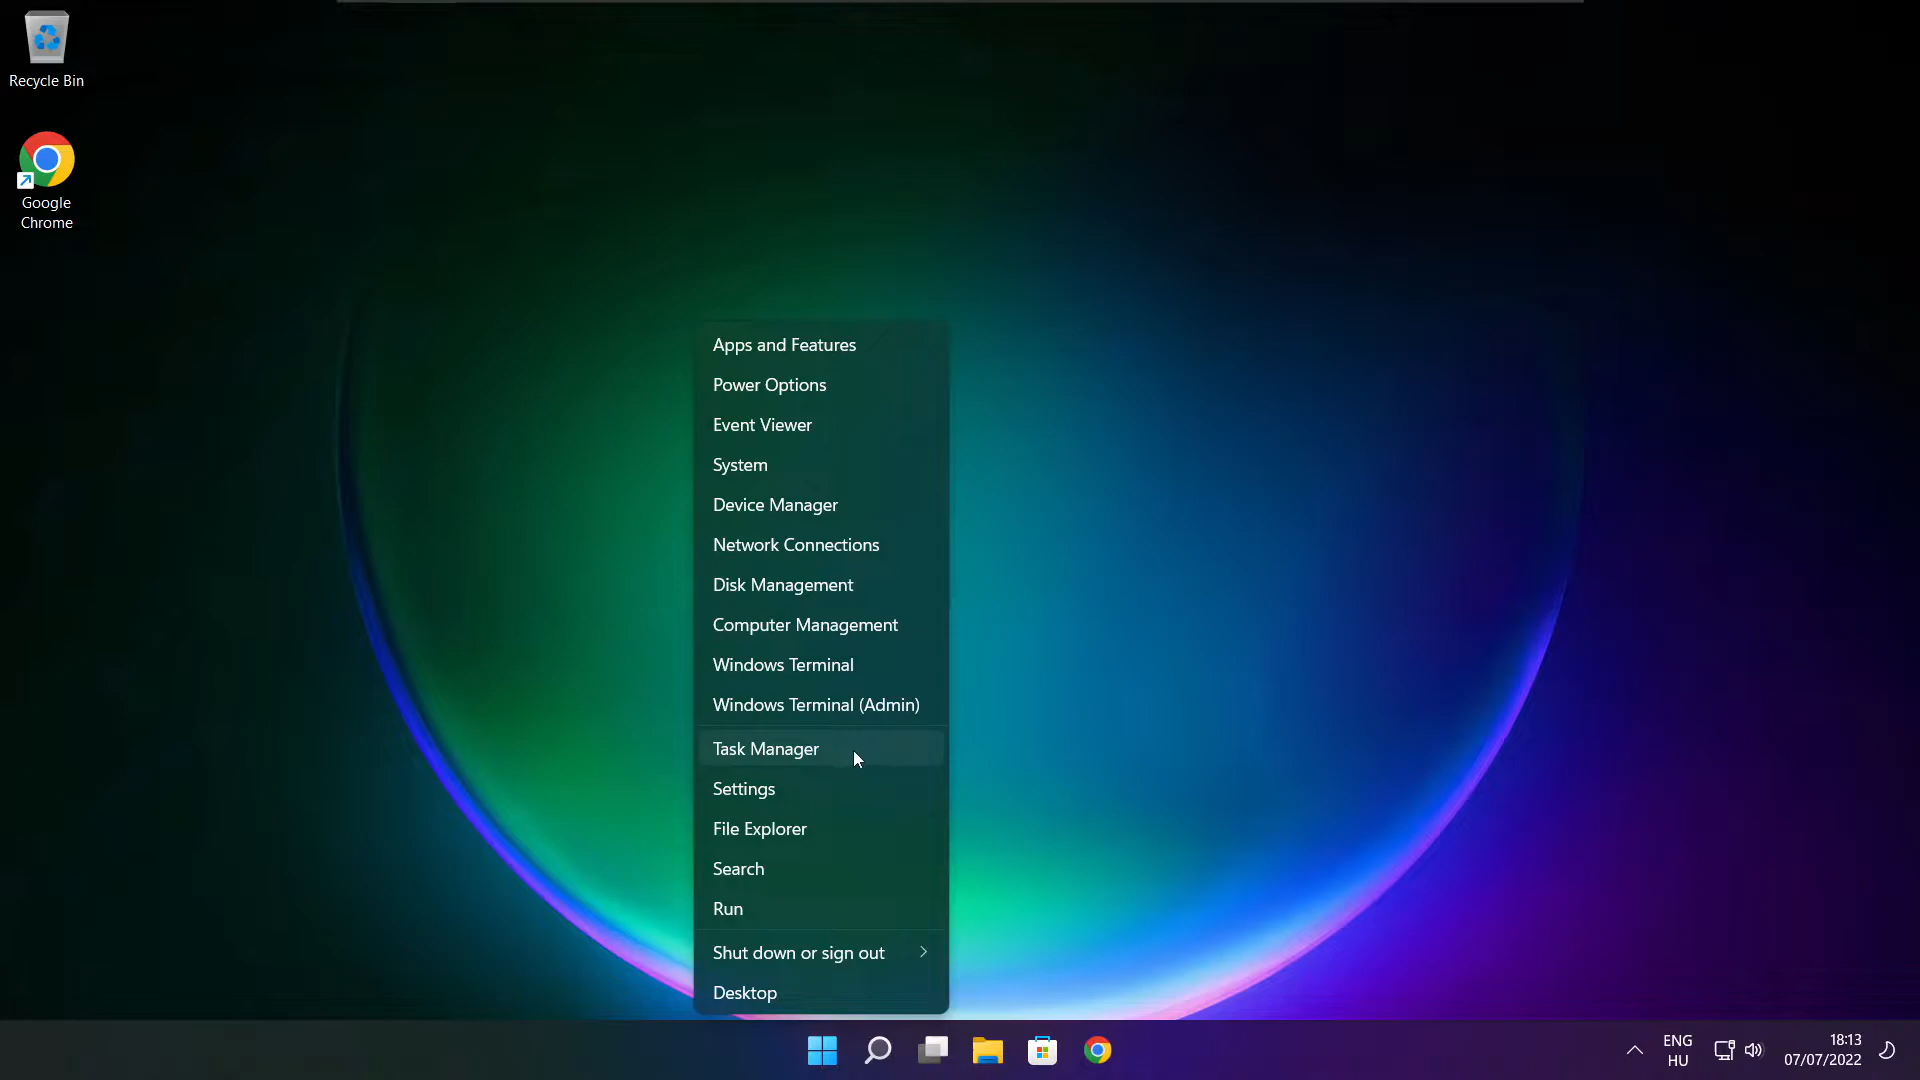 Recycle Bin
Google
Chrome
Apps and Features
Power Options
Event Viewer
System
Device Manager
Network Connections
Disk Management
Computer Management
Windows Terminal
Windows Terminal (Admin)
Task Manager
Settings
File Explorer
Search
Run
Shut down or sign out
Desktop
ENG
HU
18:13
07/07/2022